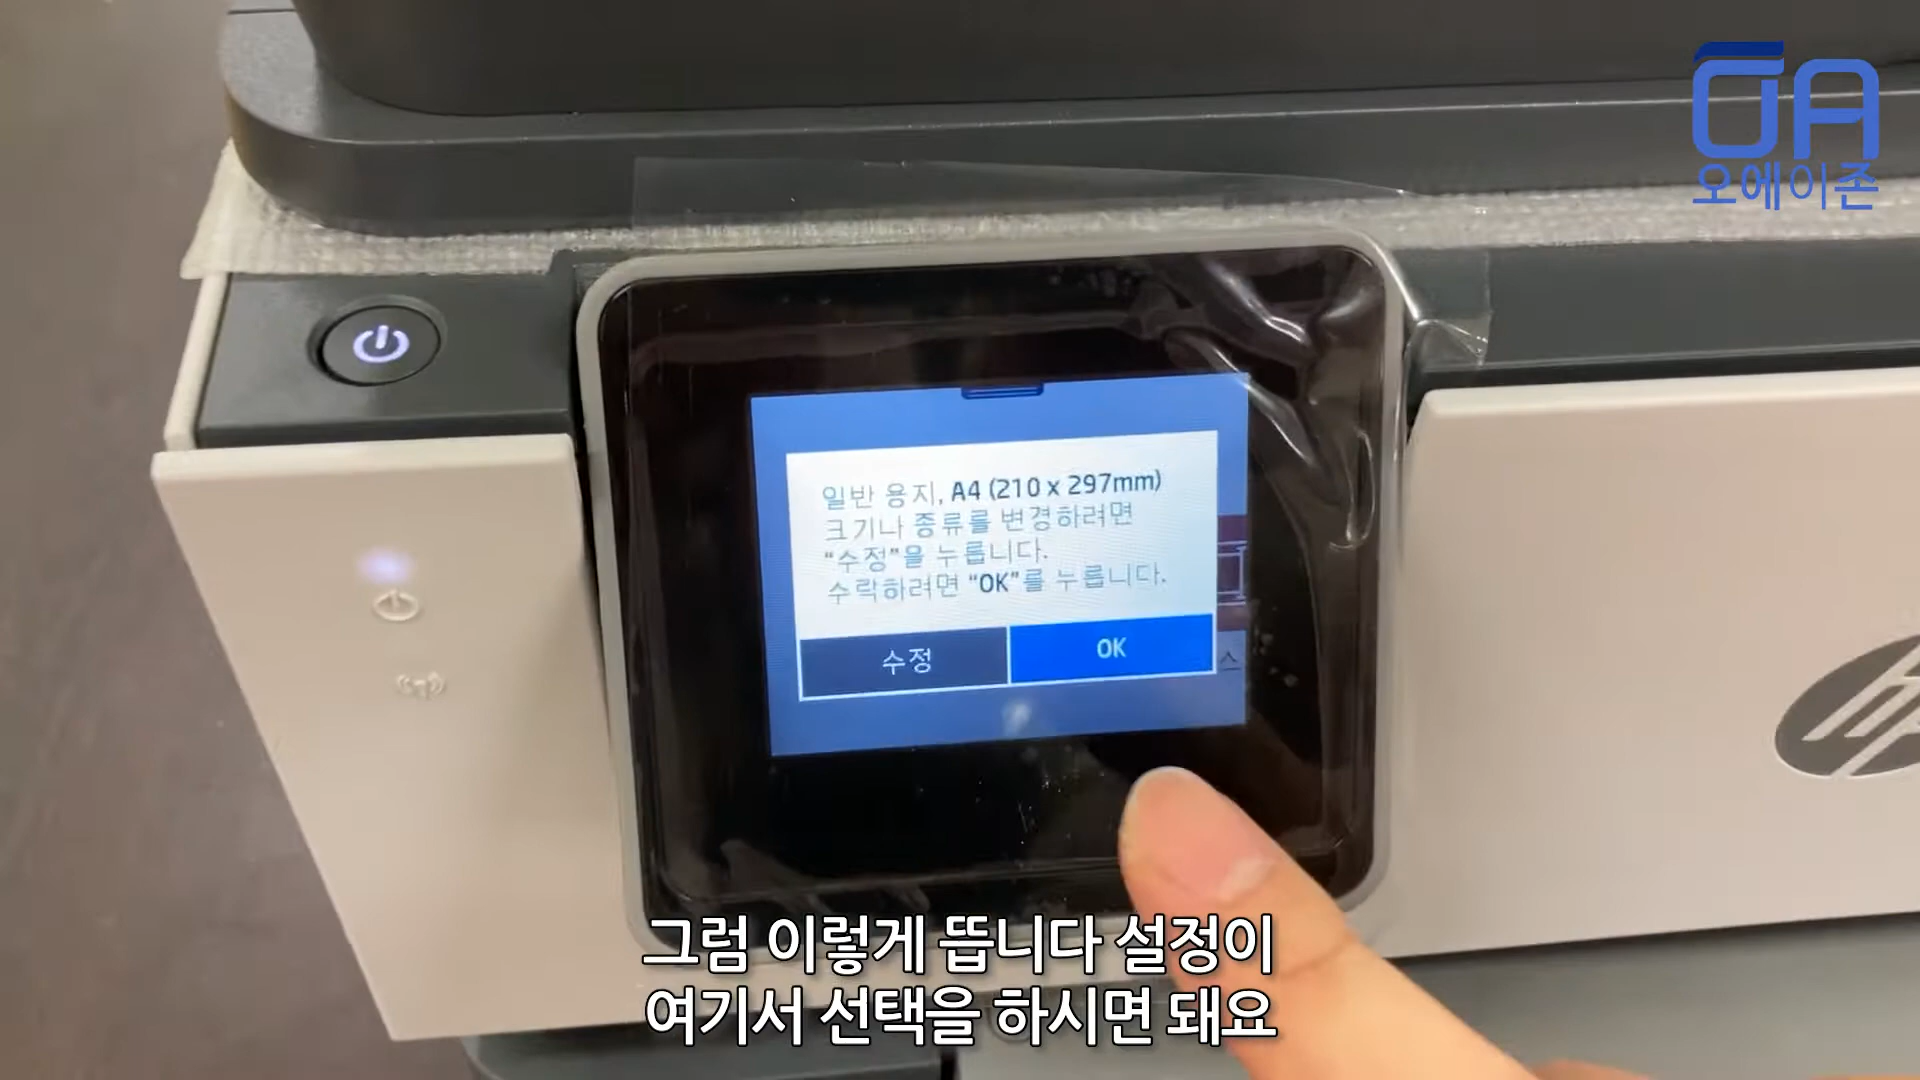 OA
오에이존
일반 용지, A4 (210 x 297mm)
크기나 종류를 변경하려면
“수정”을 누릅니다.
수락하려면 “OK”를 누릅니다.
수정
OK
스
hp
그럼 이렇게 뜹니다 설정이
여기서 선택을 하시면 돼요